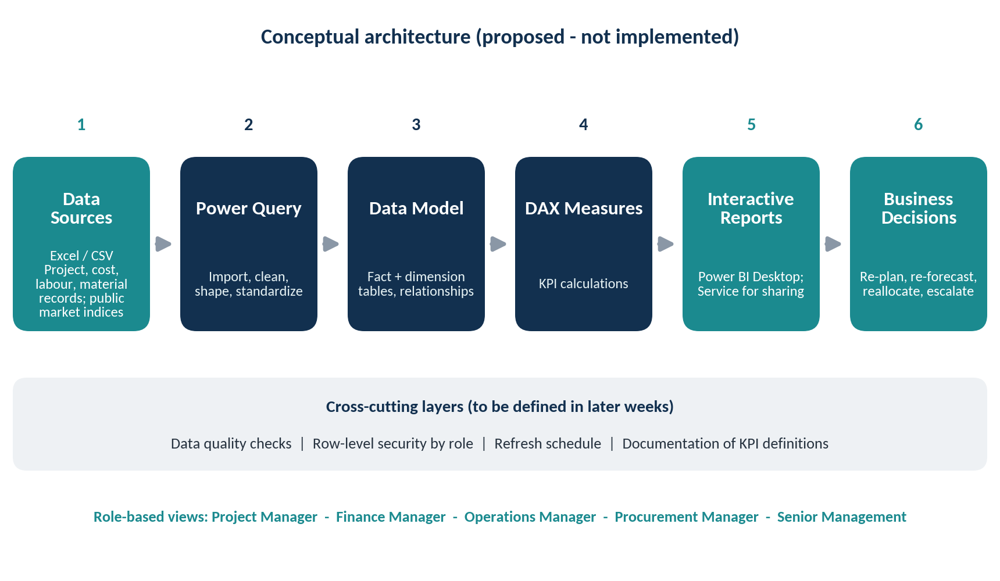 Conceptual architecture (proposed - not implemented)
1
2
3
4
5
6
Data
Sources
Excel / CSV
Project, cost,
labour, material
records; public
market indices
Power Query
Import, clean,
shape, standardize
Data Model
Fact + dimension
tables, relationships
DAX Measures
KPI calculations
Interactive
Reports
Power BI Desktop;
Service for sharing
Business
Decisions
Re-plan, re-forecast,
reallocate, escalate
Cross-cutting layers (to be defined in later weeks)
Data quality checks | Row-level security by role | Refresh schedule | Documentation of KPI definitions
Role-based views: Project Manager - Finance Manager - Operations Manager - Procurement Manager - Senior Management